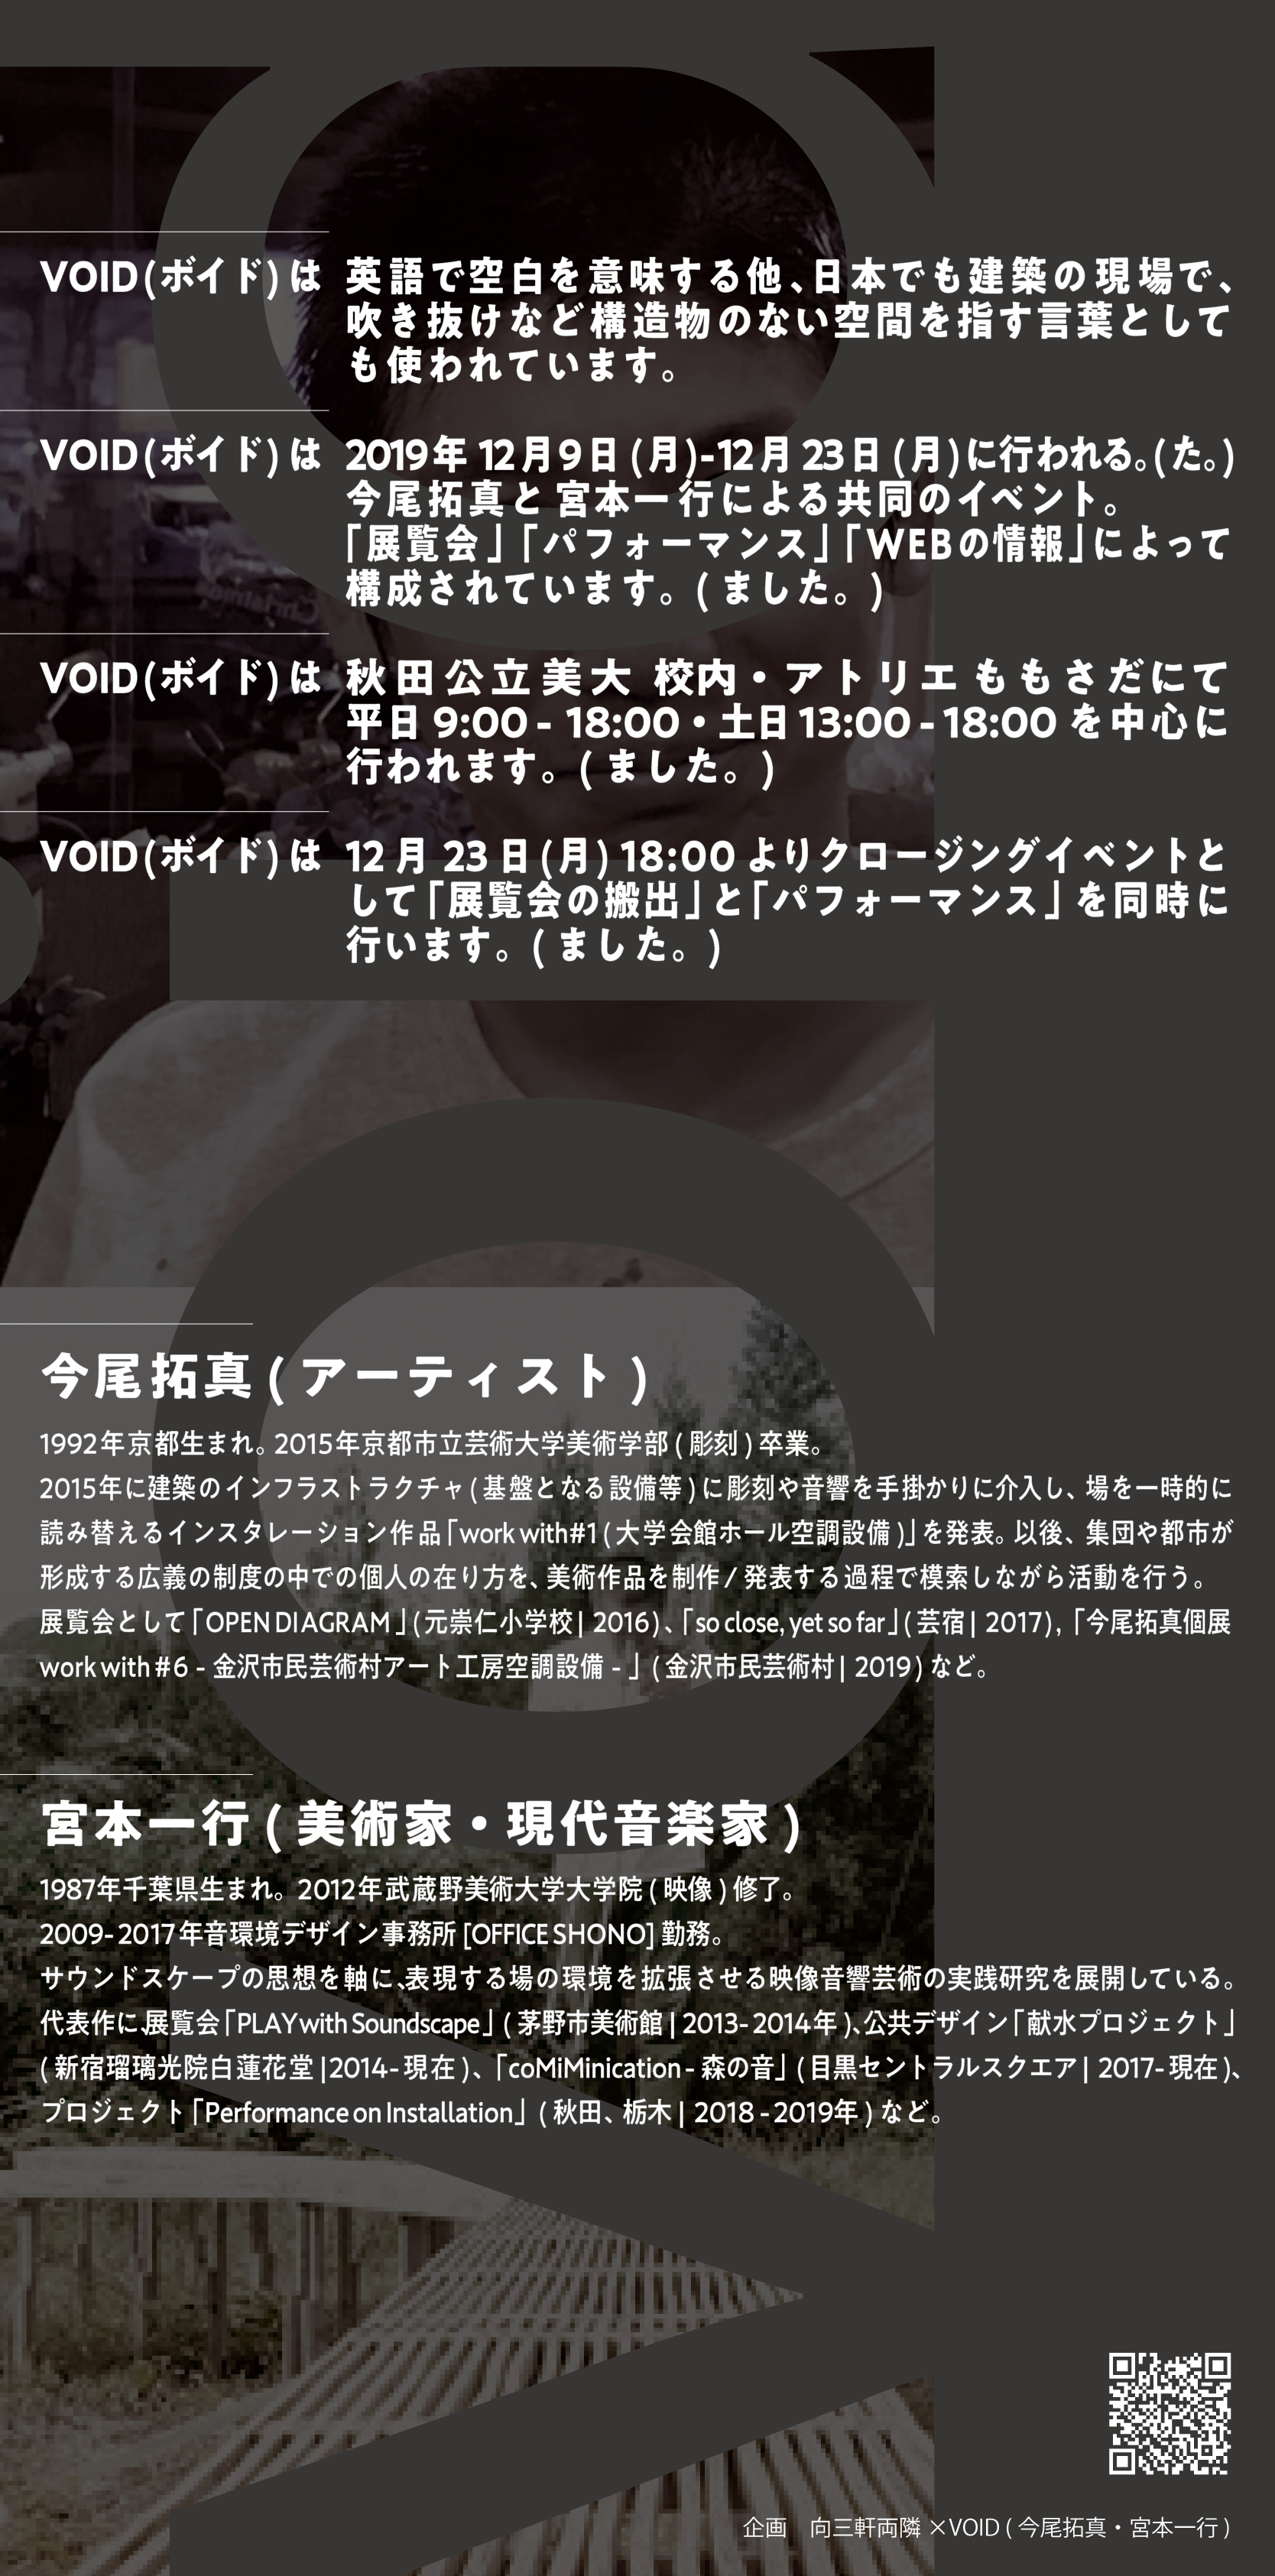 VOID(ボイド)は 英語で空白を意味する他、日本でも建築の現場で、
吹き抜けなど構造物のない空間を指す言葉として
も使われています。
VOID(ボイド)は 2019年 12月9日(月)-12月 23日(月)に行われる。(た。)
今尾拓真と宮本一行による共同のイベント。
「展覧会」「パフォーマンス」「WEBの情報」によって
構成されています。(ました。)
VOID(ボイド)は 秋田公立美大 校内・アトリエ ももさだにて
平日 9:00 - 18:00・土日 13:00 - 18:00 を中心に
行われます。(ました。)
VOID(ボイド)は 12月 23日(月) 18:00 よりクロージングイベントと
して「展覧会の搬出」と「パフォーマンス」を同時に
行います。(ました。)
今尾拓真(アーティスト)
1992年京都生まれ。2015年京都市立芸術大学美術学部(彫刻)卒業。
2015年に建築のインフラストラクチャ(基盤となる設備等)に彫刻や音響を手掛かりに介入し、場を一時的に
読み替えるインスタレーション作品「work with#1(大学会館ホール空調設備)」を発表。以後、集団や都市が
形成する広義の制度の中での個人の在り方を、美術作品を制作/発表する過程で模索しながら活動を行う。
展覧会として「OPEN DIAGRAM」(元崇仁小学校| 2016)、「so close, yet so far」(芸宿| 2017),「今尾拓真個展
work with #6 - 金沢市民芸術村アート工房空調設備 - 」(金沢市民芸術村| 2019)など。
宮本一行(美術家・現代音楽家)
1987年千葉県生まれ。2012年武蔵野美術大学大学院(映像)修了。
2009-2017年音環境デザイン事務所 [OFFICE SHONO] 勤務。
サウンドスケープの思想を軸に、表現する場の環境を拡張させる映像音響芸術の実践研究を展開している。
代表作に、展覧会「PLAY with Soundscape」(茅野市美術館| 2013-2014年)、公共デザイン「献水プロジェクト」
(新宿瑠璃光院白蓮花堂|2014-現在)、「coMiMinication - 森の音」(目黒セントラルスクエア| 2017-現在)、
プロジェクト「Performance on Installation」(秋田、栃木| 2018 - 2019年)など。
企画 向三軒両隣 ×VOID(今尾拓真・宮本一行)